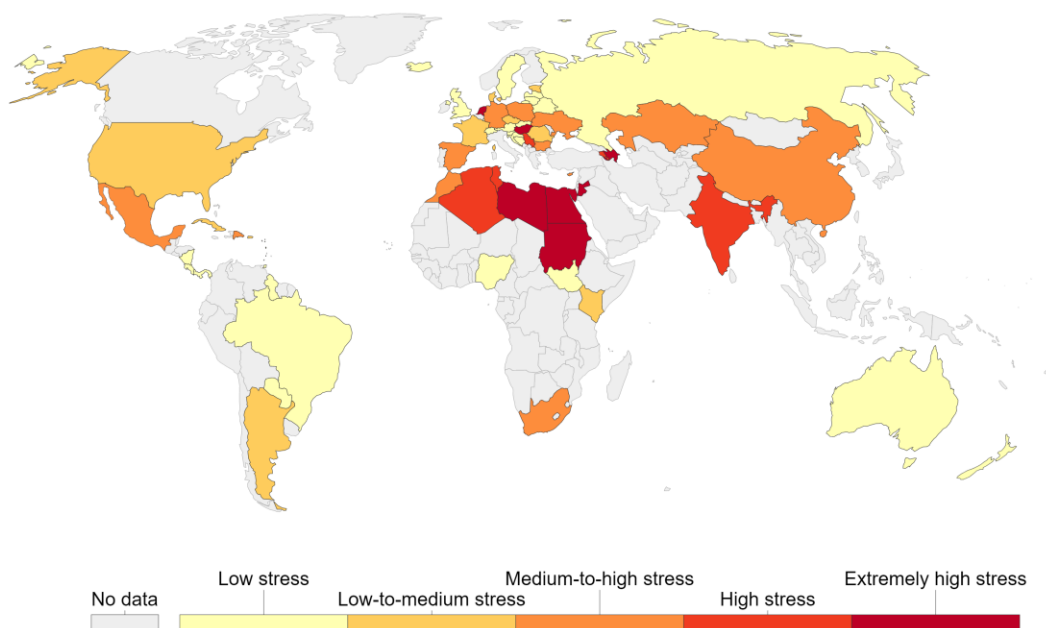 Low stress
Medium-to-high stress
Extremely high stress
No data
Low-to-medium stress
High stress